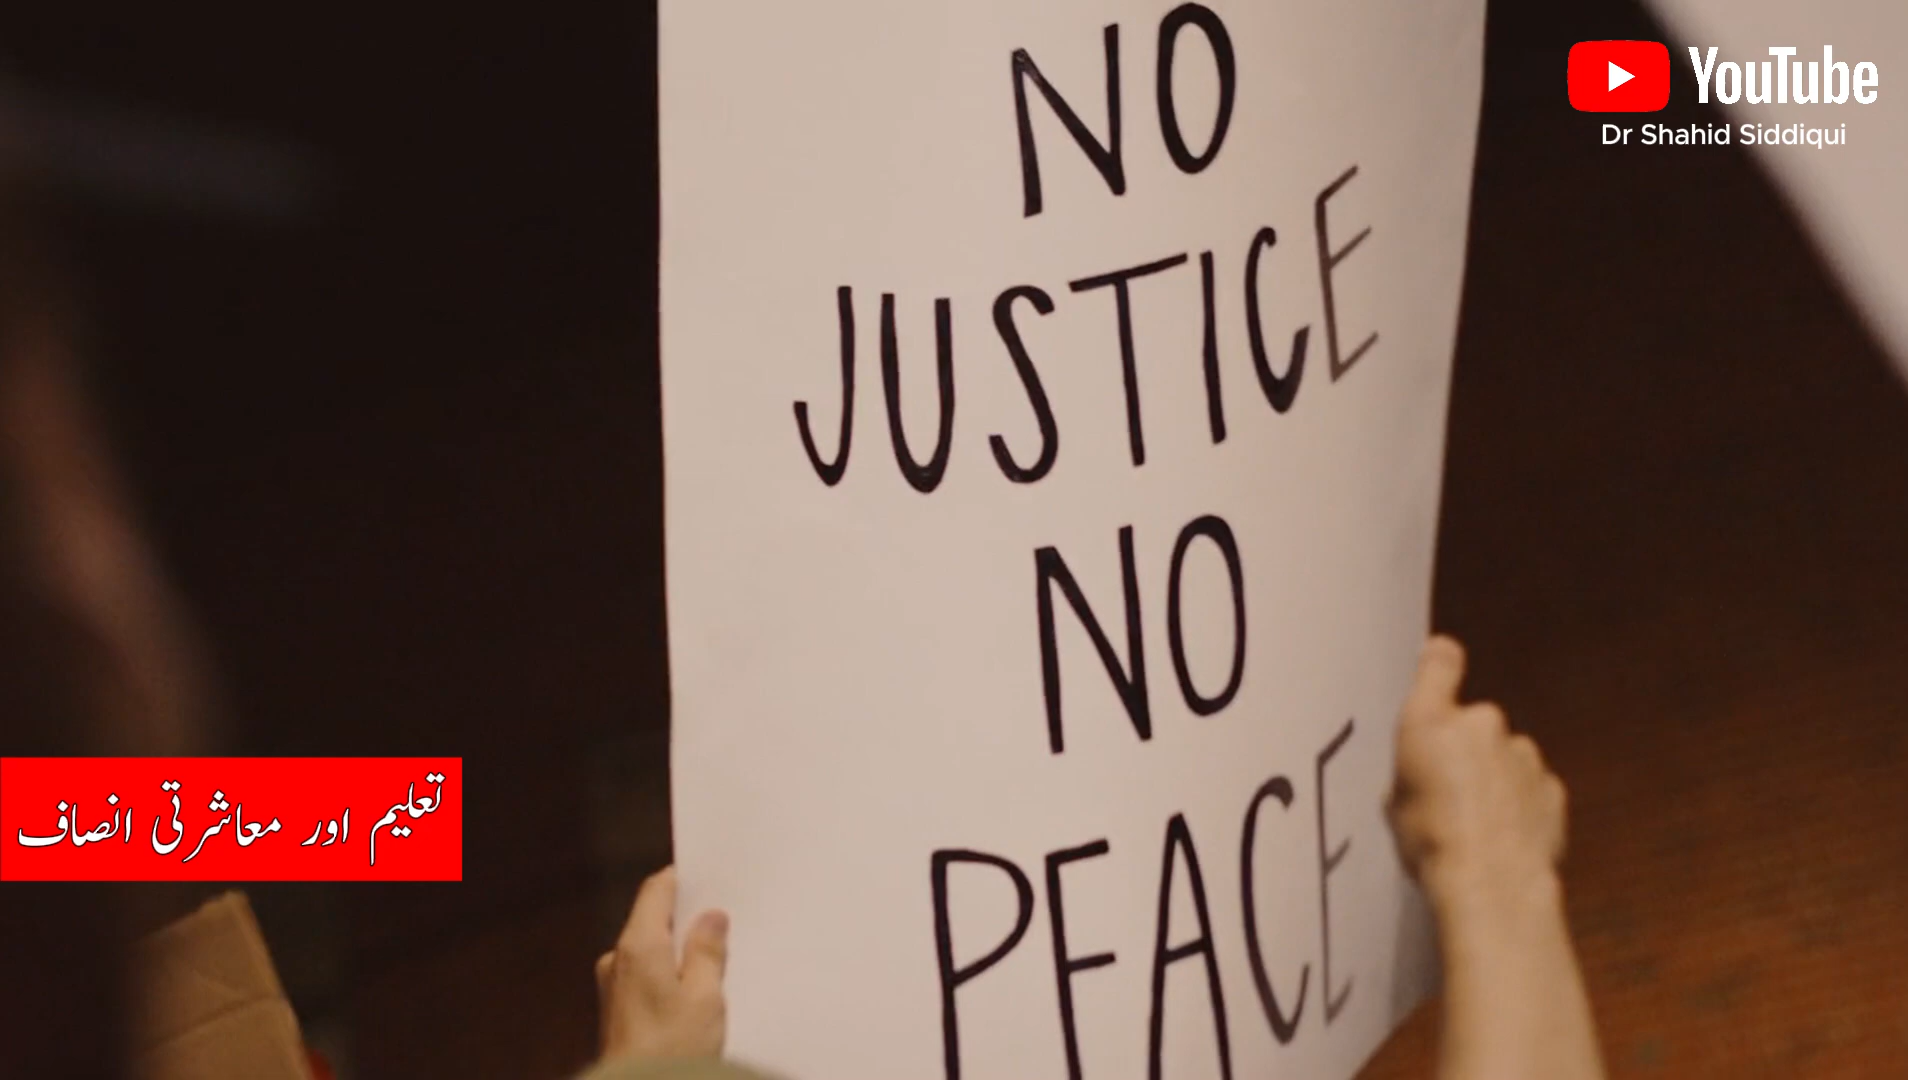 NO
JUSTICE
NO
PEACE
YouTube
Dr Shahid Siddiqui
تعلیم اور معاشرتی انصاف